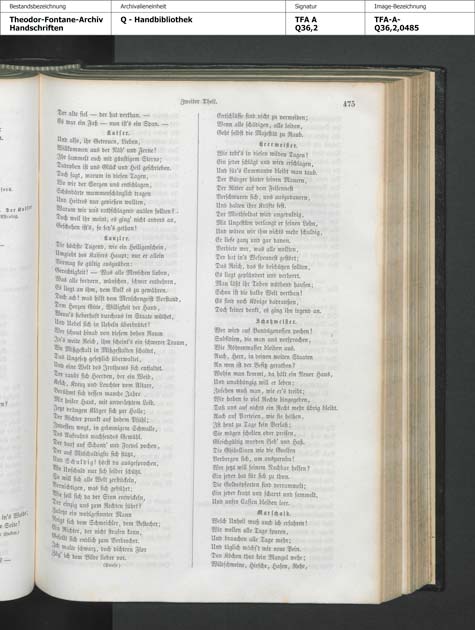 Bestandsbezeichnung
Theodor-Fontane-Archiv
Handschriften
Archivalieneinheit
Q - Handbibliothek
Signatur
TFA A
Q36,2
Image-Bezeichnung
TFA-A-
Q36,2,0485
Zweiter Theil.
475
Der alte fiel — der hat verthan. —
Es war ein Faß — nun ist's ein Span. —
Kaiser.
Und also, ihr Getreuen, Lieben,
Willkommen aus der Näh' und Ferne!
Ihr sammelt euch mit günstigem Sterne;
Da droben ist uns Glück und Heil geschrieben.
Doch sagt, warum in diesen Tagen,
Wo wir der Sorgen uns entschlagen,
Schönbärte mummenschänzlich tragen
Und Heitres nur genießen wollten,
Warum wir uns rathschlagend quälen sollten?
Doch weil ihr meint, es ging' nicht anders an,
Geschehen ist's, so sei's gethan!
Kanzler.
Die höchste Tugend, wie ein Heiligenschein,
Umgiebt des Kaisers Haupt; nur er allein
Vermag sie gültig auszuüben:
Gerechtigkeit! — Was alle Menschen lieben,
Was alle fordern, wünschen, schwer entbehren,
Es liegt an ihm, dem Volk es zu gewähren.
Doch ach! was hilft dem Menschengeist Verstand,
Dem Herzen Güte, Willigkeit der Hand,
Wenn's fieberhaft durchaus im Staate wüthet,
Und Uebel sich in Uebeln überbrütet?
Wer schaut hinab von diesem hohen Raum
In's weite Reich, ihm scheint's ein schwerer Traum,
Wo Mißgestalt in Mißgestalten schaltet,
Das Ungesetz gesetzlich überwaltet,
Und eine Welt des Irrthums sich entfaltet.
Der raubt sich Heerden, der ein Weib,
Kelch, Kreuz und Leuchter vom Altare,
Berühmt sich dessen manche Jahre
Mit heiler Haut, mit unverletztem Leib.
Jetzt drängen Kläger sich zur Halle;
Der Richter prunkt auf hohem Pfühl;
Indessen wogt, in grimmigem Schwalle,
Des Aufruhrs wachsendes Gewühl.
Der darf auf Schand' und Frevel pochen,
Der auf Mitschuldigste sich stützt,
Und: Schuldig! hörst du ausgesprochen,
Wo Unschuld nur sich selber schützt.
So will sich alle Welt zerstückeln,
Vernichtigen, was sich gebührt;
Wie soll sich da der Sinn entwickeln,
Der einzig uns zum Rechten führt?
Zuletzt ein wohlgesinnter Mann
Neigt sich dem Schmeichler, dem Bestecher;
Ein Richter, der nicht strafen kann,
Gesellt sich endlich zum Verbrecher.
Ich malte schwarz, doch dichtern Flor
Zög' ich dem Bilde lieber vor.
(Pause.)
Entschlüsse sind nicht zu vermeiden;
Wenn alle schädigen, alle leiden,
Geht selbst die Majestät zu Raub.
Heermeister.
Wie tobt's in diesen wilden Tagen!
Ein jeder schlägt und wird erschlagen,
Und für's Commando bleibt man taub.
Der Bürger hinter seinen Mauern,
Der Ritter auf dem Felsennest
Verschwuren sich, uns auszudauern,
Und halten ihre Kräfte fest.
Der Miethsoldat wird ungeduldig,
Mit Ungestüm verlangt er seinen Lohn,
Und wären wir ihm nichts mehr schuldig,
Er liefe ganz und gar davon.
Verbiete wer, was alle wollten,
Der hat in's Wespennest gestört;
Das Reich, das sie beschützen sollten,
Es liegt geplündert und verheert.
Man läßt ihr Toben wüthend hausen;
Schon ist die halbe Welt verthan!
Es sind noch Könige da draußen,
Doch keiner denkt, es ging' ihn irgend an.
Schatzmeister.
Wer wird auf Bundsgenossen pochen!
Subsidien, die man uns versprochen,
Wie Röhrenwasser bleiben aus.
Auch, Herr, in deinen weiten Staaten
An wen ist der Besitz gerathen?
Wohin man kommt, da hält ein Neuer Haus,
Und unabhängig will er leben;
Zusehen muß man, wie er's treibt;
Wir haben so viel Rechte hingegeben,
Daß uns auf nichts ein Recht mehr übrig bleibt.
Auch auf Parteien, wie sie heißen,
Ist heut zu Tage kein Verlaß;
Sie mögen schelten oder preisen,
Gleichgültig wurden Lieb' und Haß.
Die Ghibellinen wie die Guelfen
Verbergen sich, um auszuruhn!
Wer jetzt will seinem Nachbar helfen?
Ein jeder hat für sich zu thun.
Die Goldespforten sind verrammelt;
Ein jeder kratzt und scharrt und sammelt,
Und unsre Cassen bleiben leer.
Marschalk.
Welch Unheil muß auch ich erfahren!
Wir wollen alle Tage sparen,
Und brauchen alle Tage mehr;
Und täglich wächst mir neue Pein.
Den Köchen thut kein Mangel wehe;
Wildschweine, Hirsche, Hasen, Rehe,